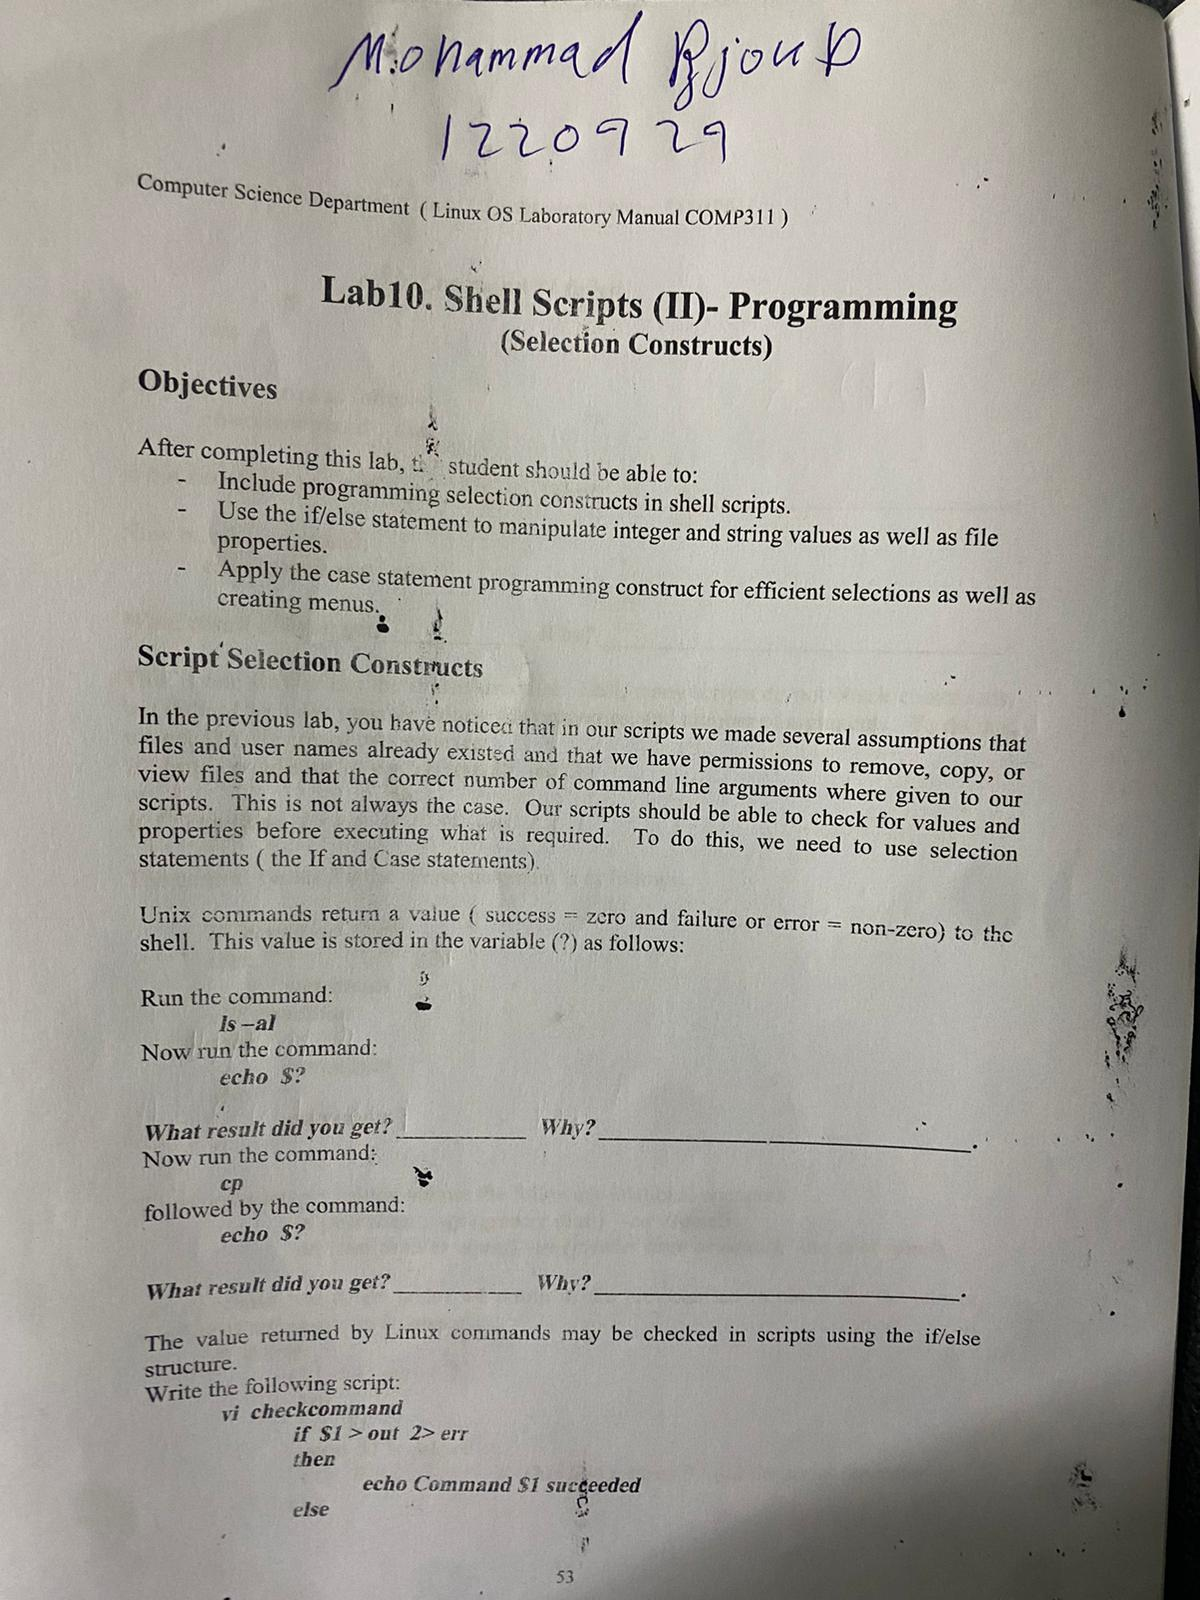 Mohammad Rjoub
1220929
Computer Science Department ( Linux OS Laboratory Manual COMP311 )
Lab10. Shell Scripts (II)- Programming
(Selection Constructs)
Objectives
After completing this lab, student should be able to:
- Include programming selection constructs in shell scripts.
- Use the if/else statement to manipulate integer and string values as well as file
properties.
- Apply the case statement programming construct for efficient selections as well as
creating menus.
Script Selection Constructs
In the previous lab, you have noticed that in our scripts we made several assumptions that
files and user names already existed and that we have permissions to remove, copy, or
view files and that the correct number of command line arguments where given to our
scripts. This is not always the case. Our scripts should be able to check for values and
properties before executing what is required. To do this, we need to use selection
statements ( the If and Case statements).
Unix commands return a value ( success = zero and failure or error = non-zero) to the
shell. This value is stored in the variable (?) as follows:
Run the command:
ls –al
Now run the command:
echo $?
What result did you get? __________ Why? ______________________________.
Now run the command:
cp
followed by the command:
echo $?
What result did you get? __________ Why? ______________________________.
The value returned by Linux commands may be checked in scripts using the if/else
structure.
Write the following script:
vi checkcommand
if $1 > out 2> err
then
echo Command $1 succeeded
else
53